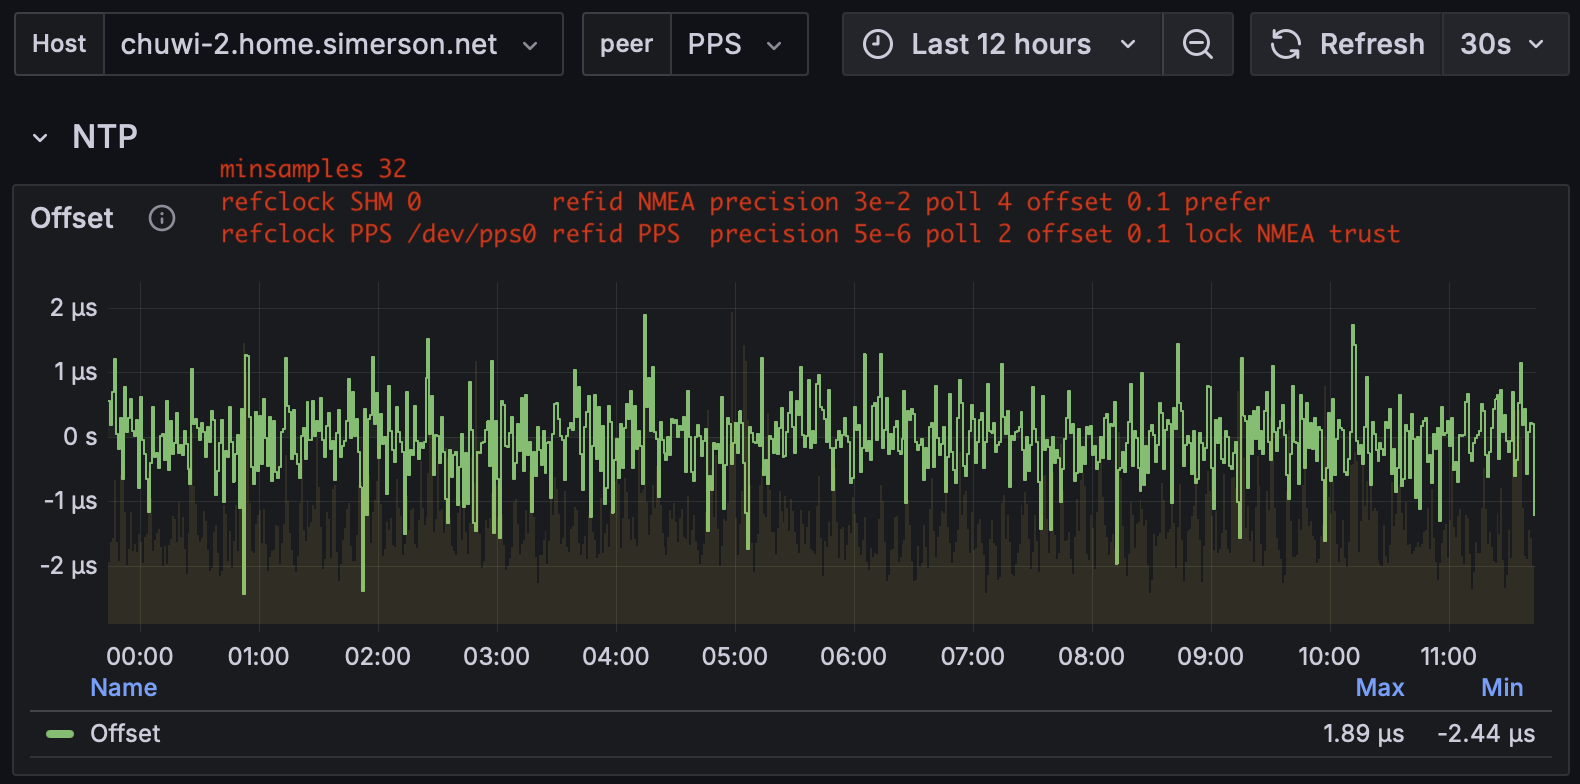 Host chuwi-2.home.simerson.net peer PPS Last 12 hours Refresh 30s
NTP
minsamples 32
refclock SHM 0 refid NMEA precision 3e-2 poll 4 offset 0.1 prefer
Offset
refclock PPS /dev/pps0 refid PPS precision 5e-6 poll 2 offset 0.1 lock NMEA trust
2 µs
1 µs
0 s
-1 µs
-2 µs
00:00 01:00 02:00 03:00 04:00 05:00 06:00 07:00 08:00 09:00 10:00 11:00
Name Max Min
Offset 1.89 µs -2.44 µs